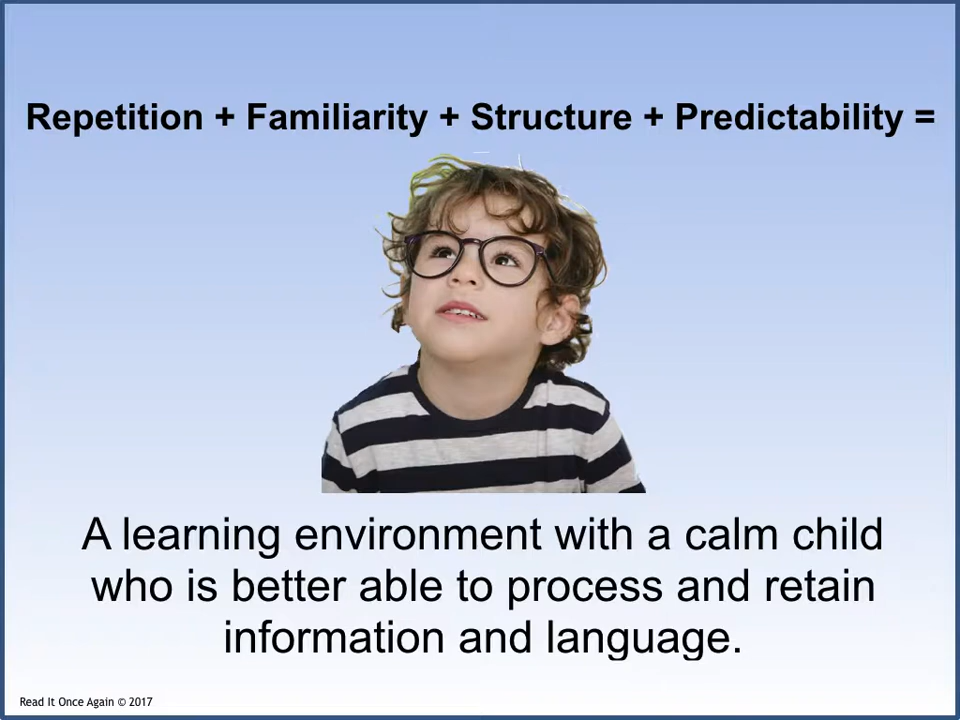 Repetition + Familiarity + Structure + Predictability =
A learning environment with a calm child
who is better able to process and retain
information and language.
Read It Once Again © 2017